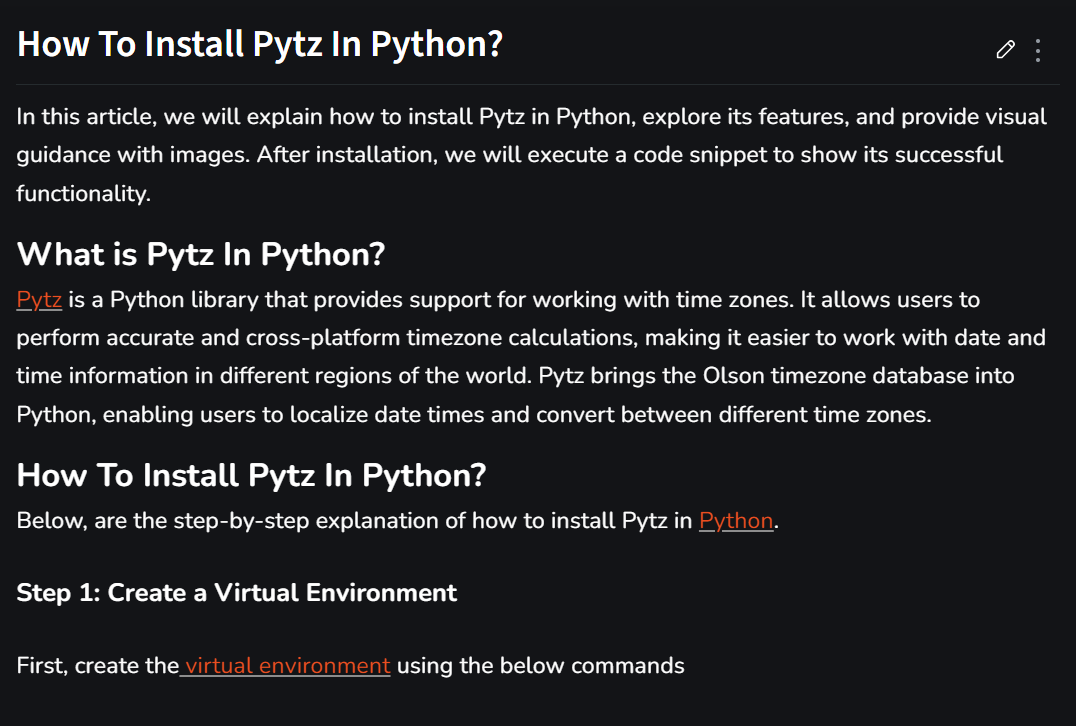 How To Install Pytz In Python?
In this article, we will explain how to install Pytz in Python, explore its features, and provide visual
guidance with images. After installation, we will execute a code snippet to show its successful
functionality.
What is Pytz In Python?
Pytz is a Python library that provides support for working with time zones. It allows users to
perform accurate and cross-platform timezone calculations, making it easier to work with date and
time information in different regions of the world. Pytz brings the Olson timezone database into
Python, enabling users to localize date times and convert between different time zones.
How To Install Pytz In Python?
Below, are the step-by-step explanation of how to install Pytz in Python.
Step 1: Create a Virtual Environment
First, create the virtual environment using the below commands